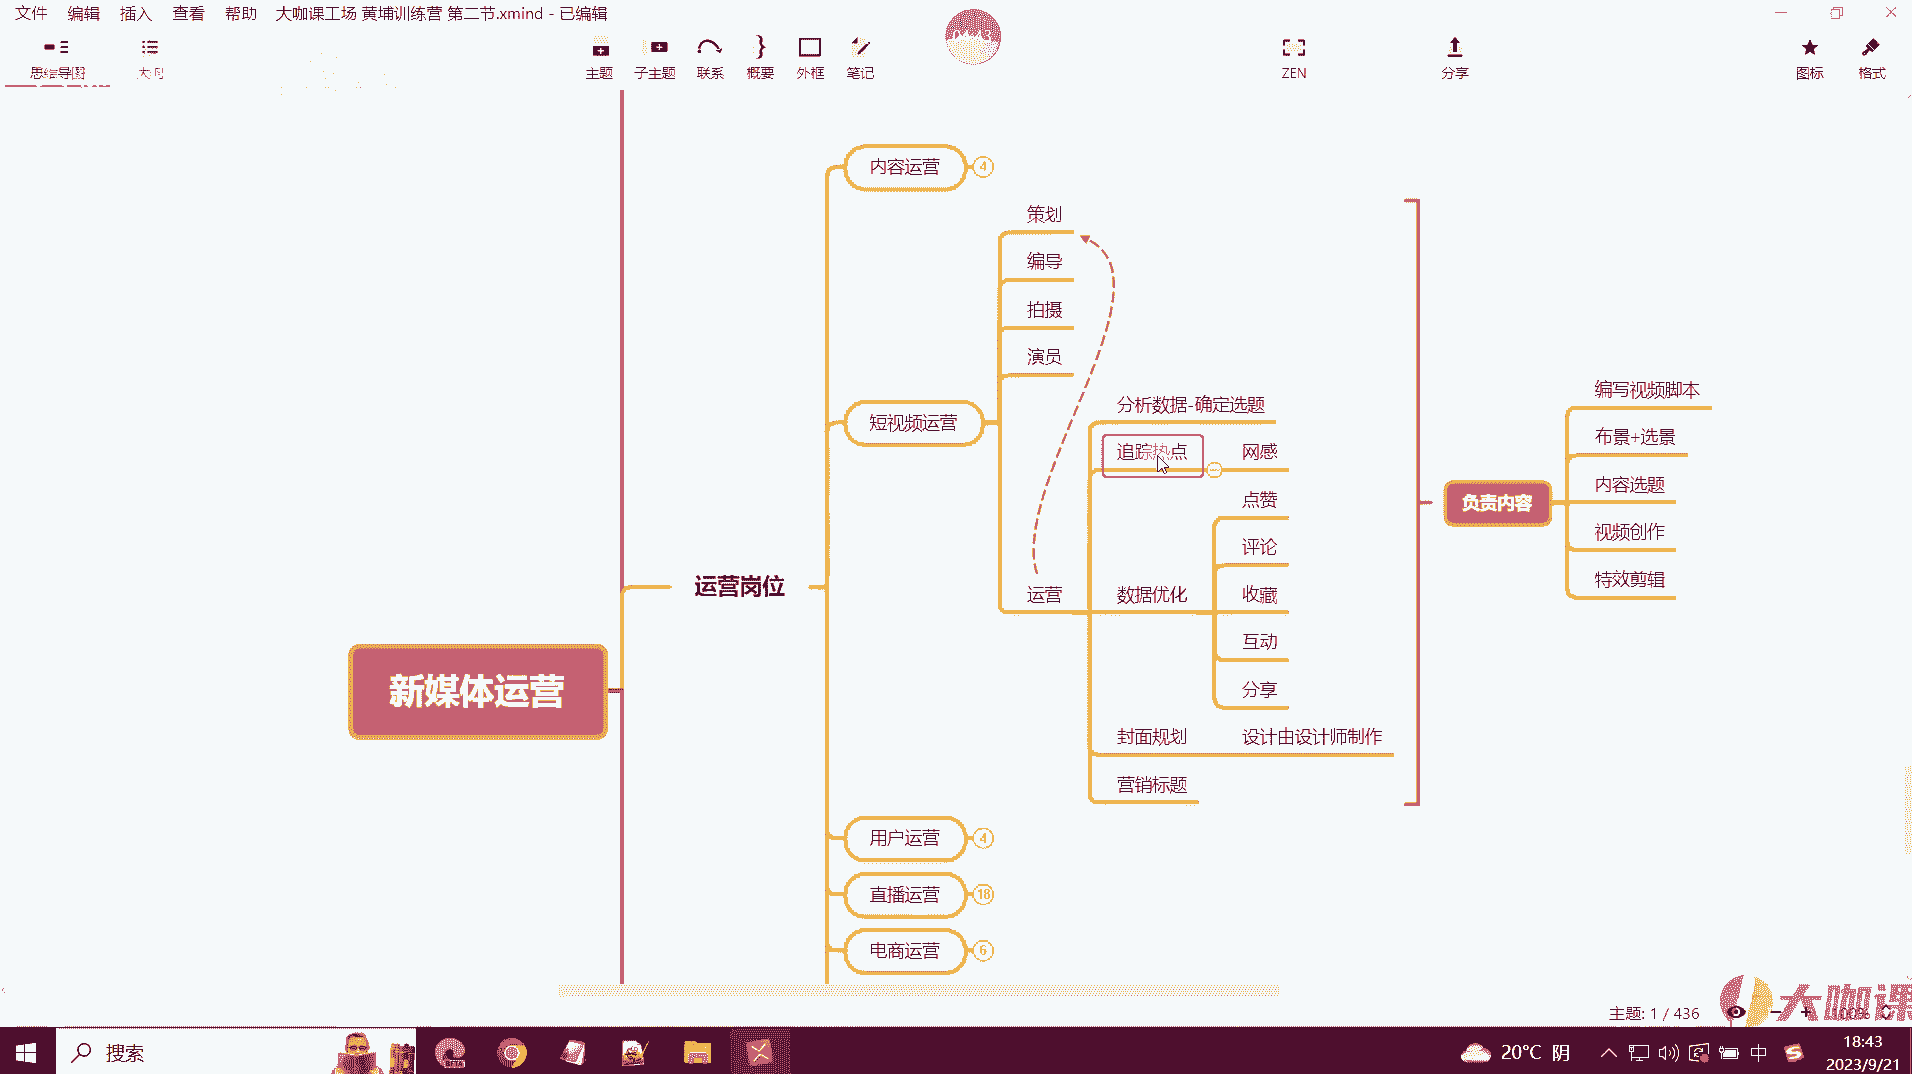 文件 编辑 插入 查看 帮助 大咖课工场 黄埔训练营 第二节.xmind - 已编辑
思维导图 大纲 主题 子主题 联系 概要 外框 笔记 ZEN 分享 图标 格式
内容运营 4
策划
编导
拍摄
演员
短视频运营
分析数据-确定选题
追踪热点 网感
点赞
评论
运营 数据优化 收藏
互动
分享
封面规划 设计由设计师制作
营销标题
编写视频脚本
布景+选景
内容选题
负责内容
视频创作
特效剪辑
运营岗位
新媒体运营
用户运营 4
直播运营 18
电商运营 6
主题: 1 / 436
100%
大咖课
搜索
20°C 阴
中
18:43
2023/9/21